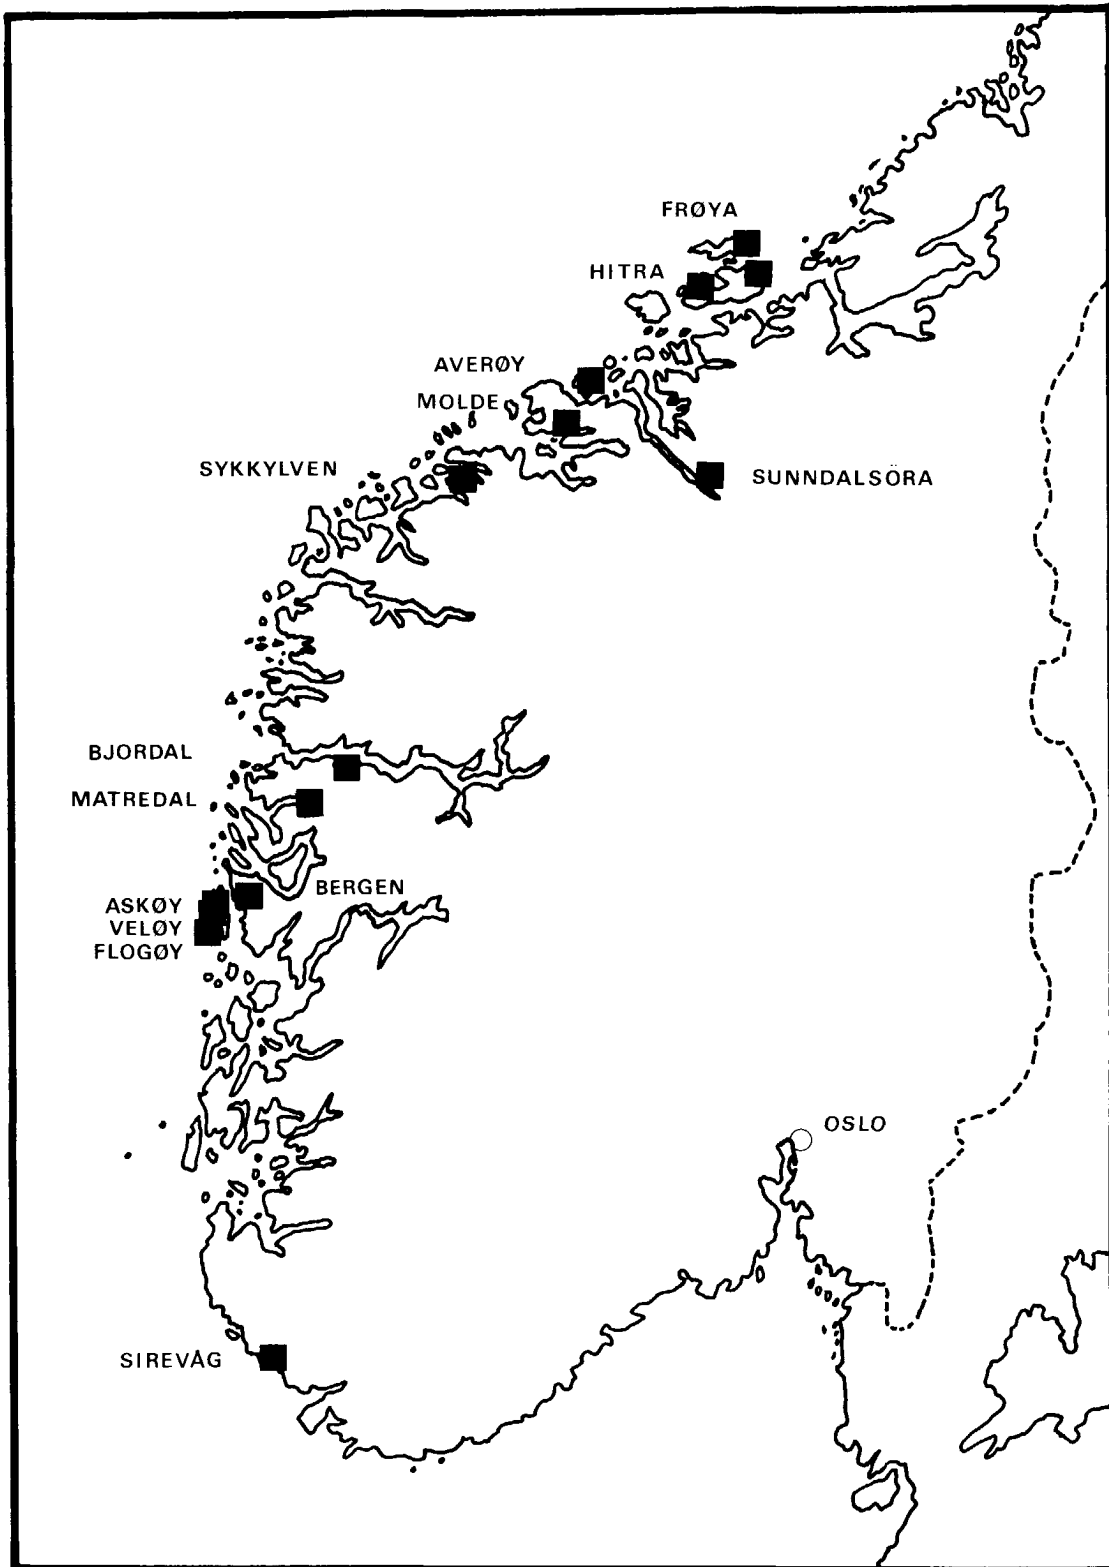 FRØYA
HITRA
AVERØY
MOLDE
SYKKYLVEN
SUNNDALSÖRA
BJORDAL
MATREDAL
BERGEN
ASKØY
VELØY
FLOGØY
OSLO
SIREVÅG